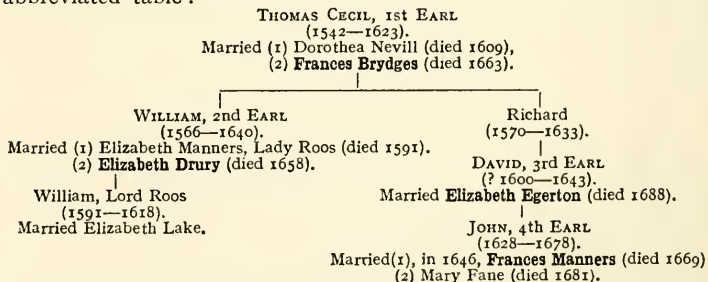 abbreviated table:
THOMAS CECIL, 1st EARL
(1542—1623).
Married (1) Dorothea Nevill (died 1609),
(2) Frances Brydges (died 1663).
WILLIAM, 2nd EARL
(1566—1640).
Married (1) Elizabeth Manners, Lady Roos (died 1591).
(2) Elizabeth Drury (died 1658).
William, Lord Roos
(1591—1618).
Married Elizabeth Lake.
Richard
(1570—1633).
DAVID, 3rd EARL
(? 1600—1643).
Married Elizabeth Egerton (died 1688).
JOHN, 4th EARL
(1628—1678).
Married(1), in 1646, Frances Manners (died 1669)
(2) Mary Fane (died 1681).